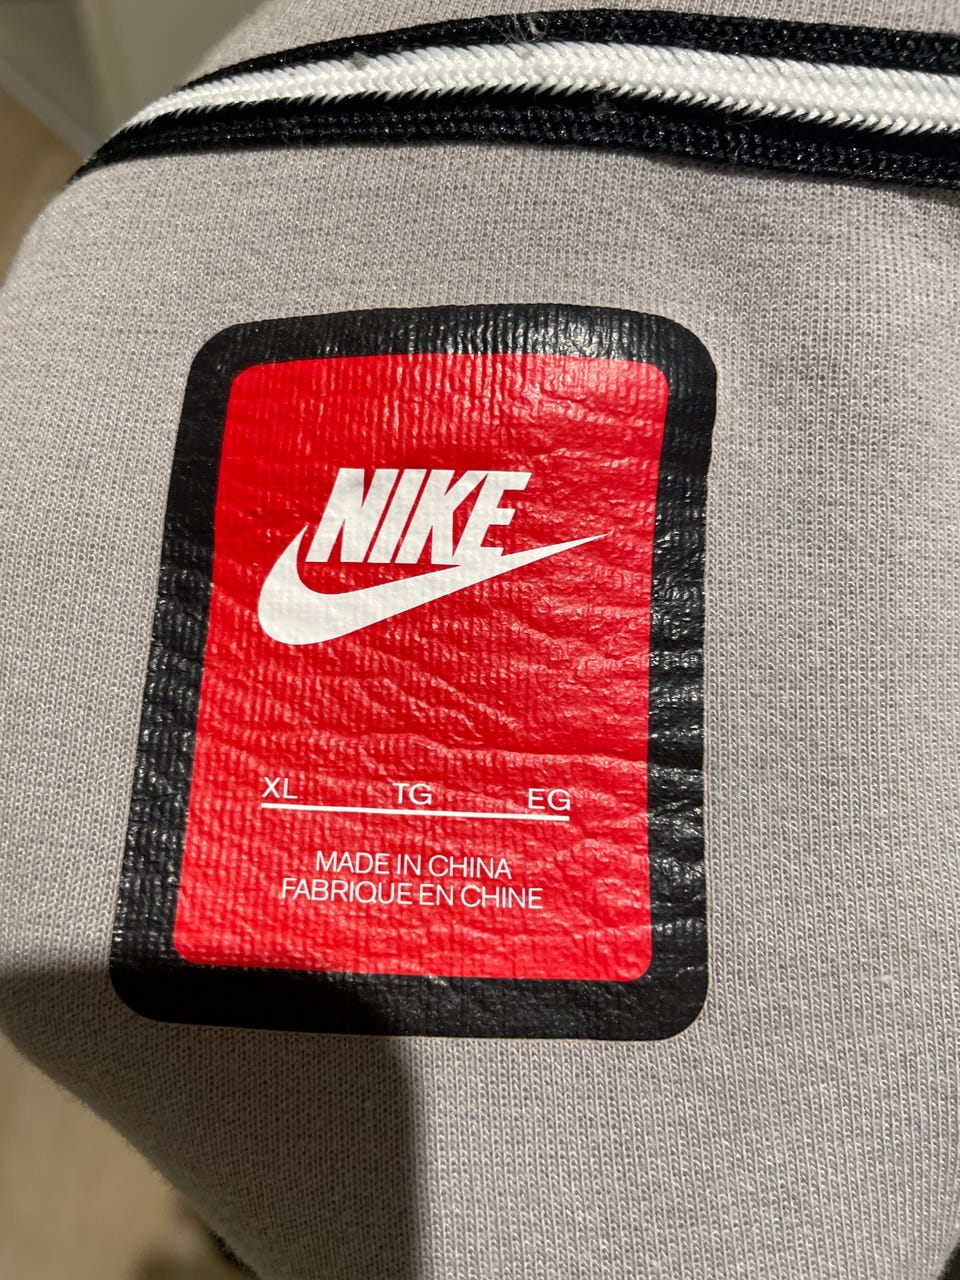 NIKE
XL TG EG
MADE IN CHINA
FABRIQUE EN CHINE